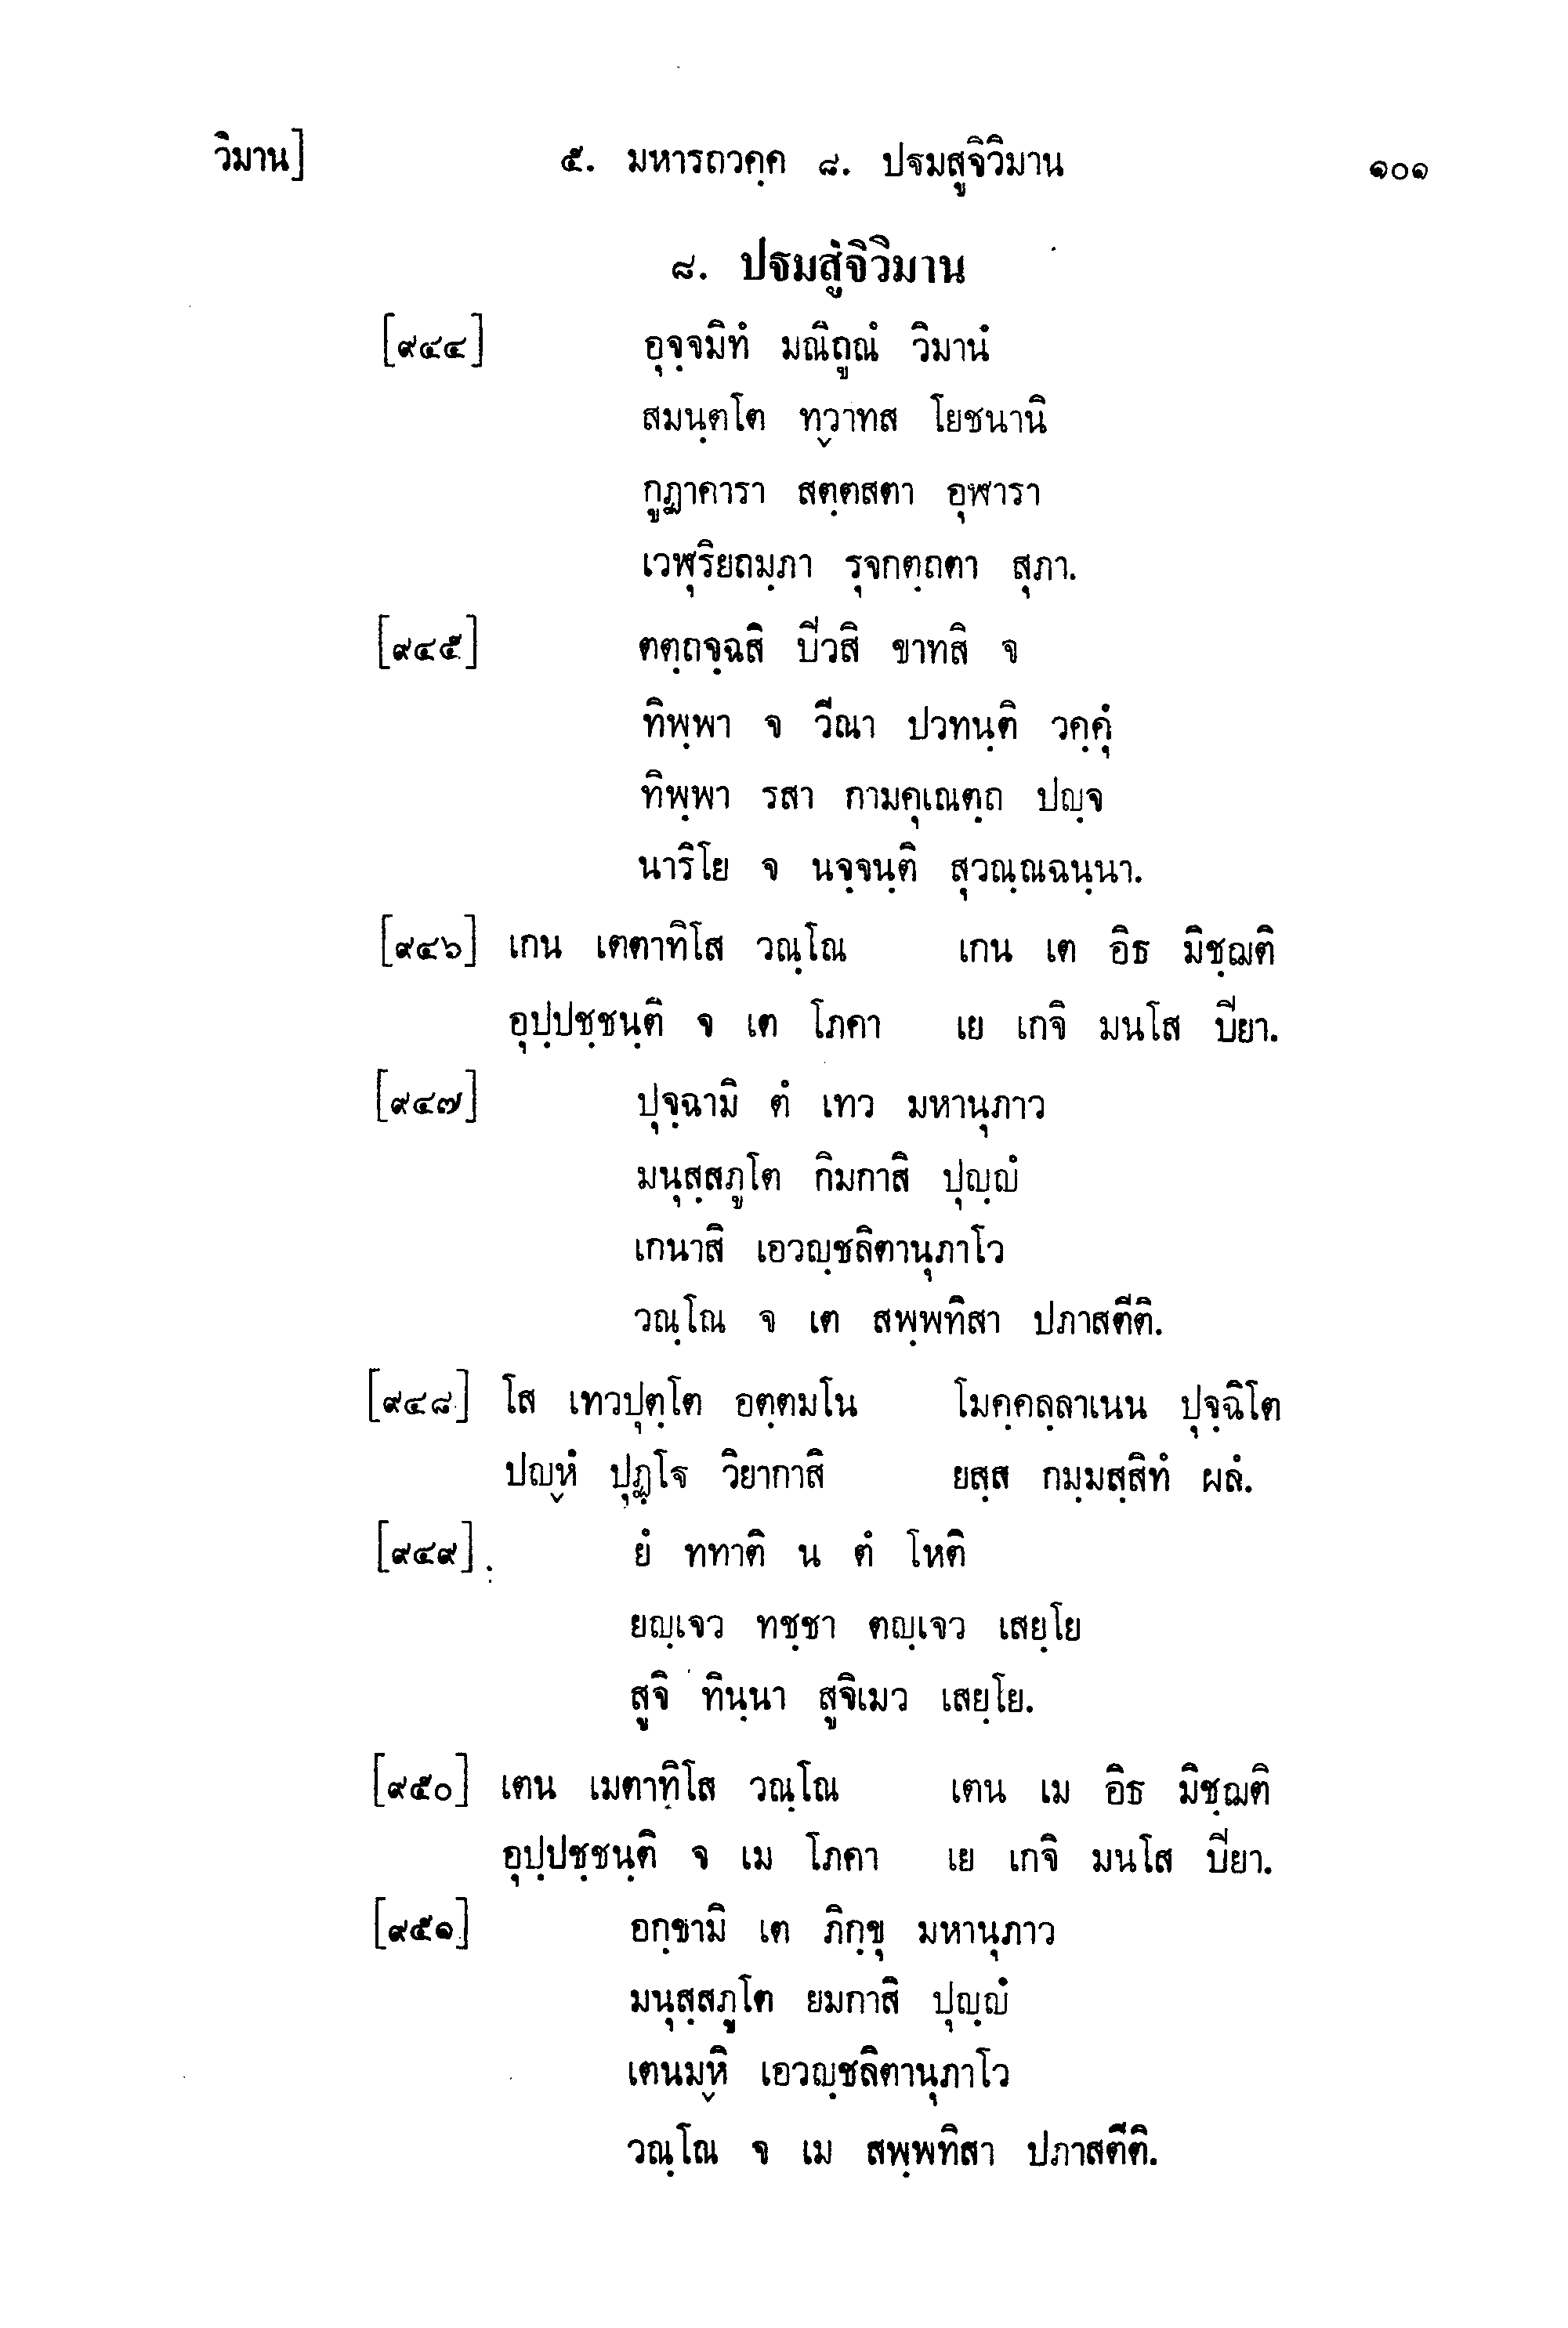 วิมาน] ๕. มหารถวคฺค ๘. ปฐมสูจิวิมาน ๑๐๑
๘. ปฐมสูจิวิมาน
[๙๔๔] อุจฺจมิทํ มณิถูณํ วิมานํ
สมนฺตโต ทฺวาทส โยชนานิ
กูฏาคารา สตฺตสตา อุฬารา
เวฬุริยถมฺภา รุจกตฺถตา สุภา.
[๙๔๕] ตตฺถจฺฉสิ ปีวสิ ขาทสิ จ
ทิพฺพา จ วีณา ปวทนฺติ วคฺคุํ
ทิพฺพา รสา กามคุเณตฺถ ปญฺจ
นาริโย จ นจฺจนฺติ สุวณฺณฉนฺนา.
[๙๔๖] เกน เตตาทิโส วณฺโณ เกน เต อิธ มิชฺฌติ
อุปฺปชฺชนฺติ จ เต โภคา เย เกจิ มนโส ปียา.
[๙๔๗] ปุจฺฉามิ ตํ เทว มหานุภาว
มนุสฺสภูโต กิมกาสิ ปุญฺญํ
เกนาสิ เอวญฺชลิตานุภาโว
วณฺโณ จ เต สพฺพทิสา ปภาสตีติ.
[๙๔๘] โส เทวปุตฺโต อตฺตมโน โมคฺคลฺลาเนน ปุจฺฉิโต
ปญฺหํ ปุฏฺโฐ วิยากาสิ ยสฺส กมฺมสฺสิทํ ผลํ.
[๙๔๙] ยํ ททาติ น ตํ โหติ
ยญฺเจว ทชฺชา ตญฺเจว เสยฺโย
สูจิ ทินฺนา สูจิเมว เสยฺโย.
[๙๕๐] เตน เมตาทิโส วณฺโณ เตน เม อิธ มิชฺฌติ
อุปฺปชฺชนฺติ จ เม โภคา เย เกจิ มนโส ปียา.
[๙๕๑] อกฺขามิ เต ภิกฺขุ มหานุภาว
มนุสฺสภูโต ยมกาสิ ปุญฺญํ
เตนมฺหิ เอวญฺชลิตานุภาโว
วณฺโณ จ เม สพฺพทิสา ปภาสตีติ.